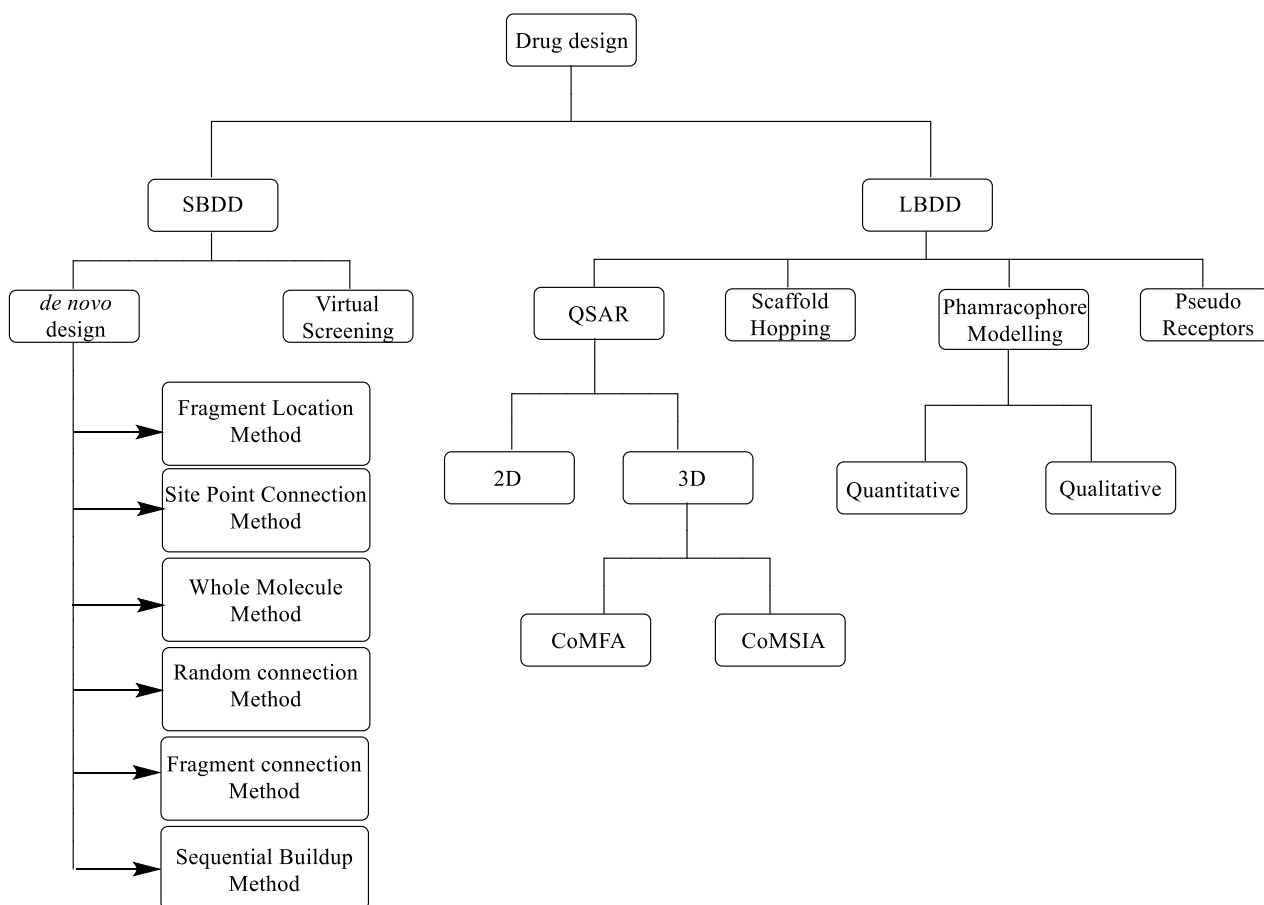 Drug design
SBDD
LBDD
de novo
design
Virtual
Screening
QSAR
Scaffold
Hopping
Phamracophore
Modelling
Pseudo
Receptors
Fragment Location
Method
Site Point Connection
Method
Whole Molecule
Method
Random connection
Method
Fragment connection
Method
Sequential Buildup
Method
2D
3D
Quantitative
Qualitative
CoMFA
CoMSIA